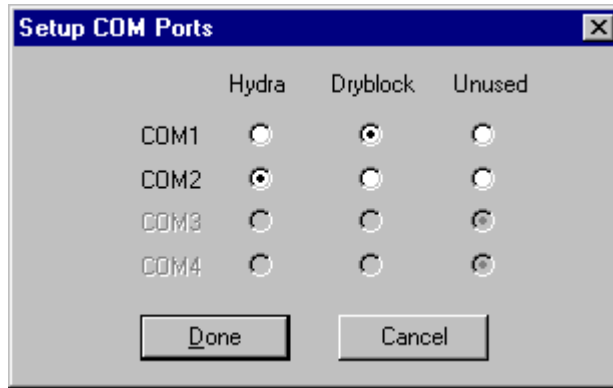 Setup COM Ports
Hydra Dryblock Unused
COM1
COM2
COM3
COM4
Done Cancel